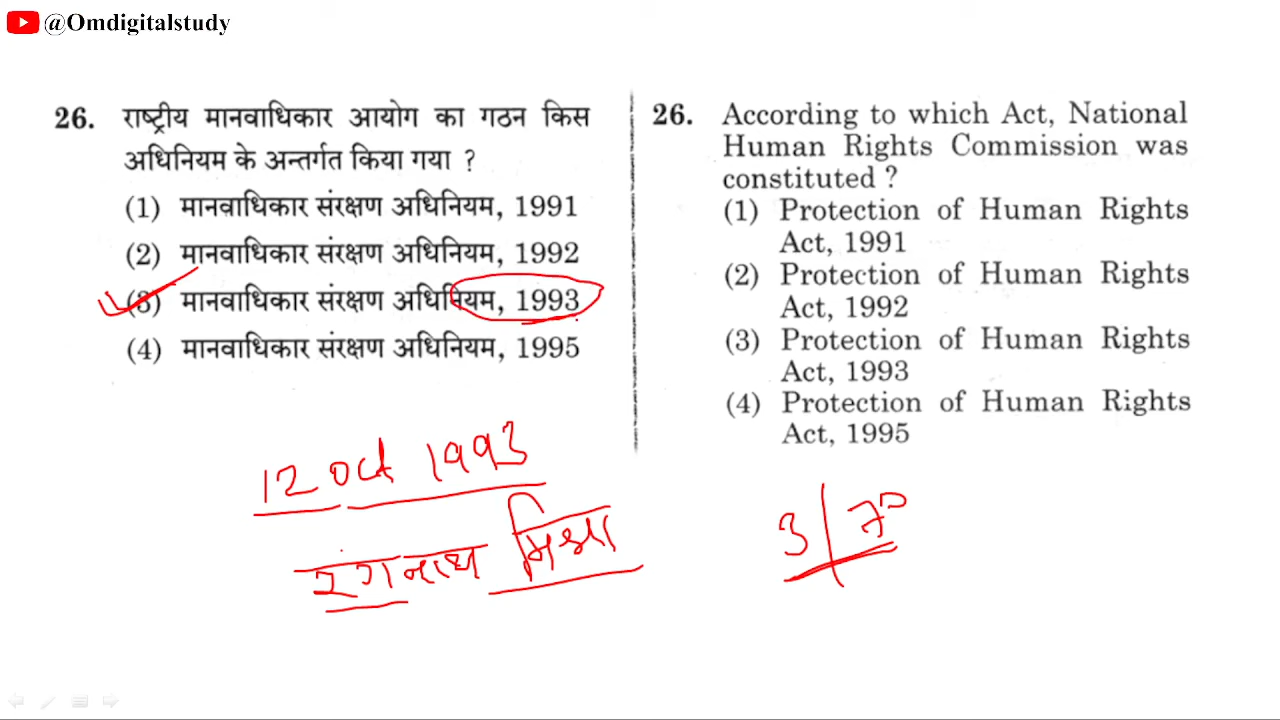 @Omdigitalstudy
26. राष्ट्रीय मानवाधिकार आयोग का गठन किस
अधिनियम के अन्तर्गत किया गया ?
(1) मानवाधिकार संरक्षण अधिनियम, 1991
(2) मानवाधिकार संरक्षण अधिनियम, 1992
(3) मानवाधिकार संरक्षण अधिनियम, 1993
(4) मानवाधिकार संरक्षण अधिनियम, 1995
26. According to which Act, National
Human Rights Commission was
constituted ?
(1) Protection of Human Rights
Act, 1991
(2) Protection of Human Rights
Act, 1992
(3) Protection of Human Rights
Act, 1993
(4) Protection of Human Rights
Act, 1995
12 Oct 1993
रंगनाथ मिश्रा
3 | 70